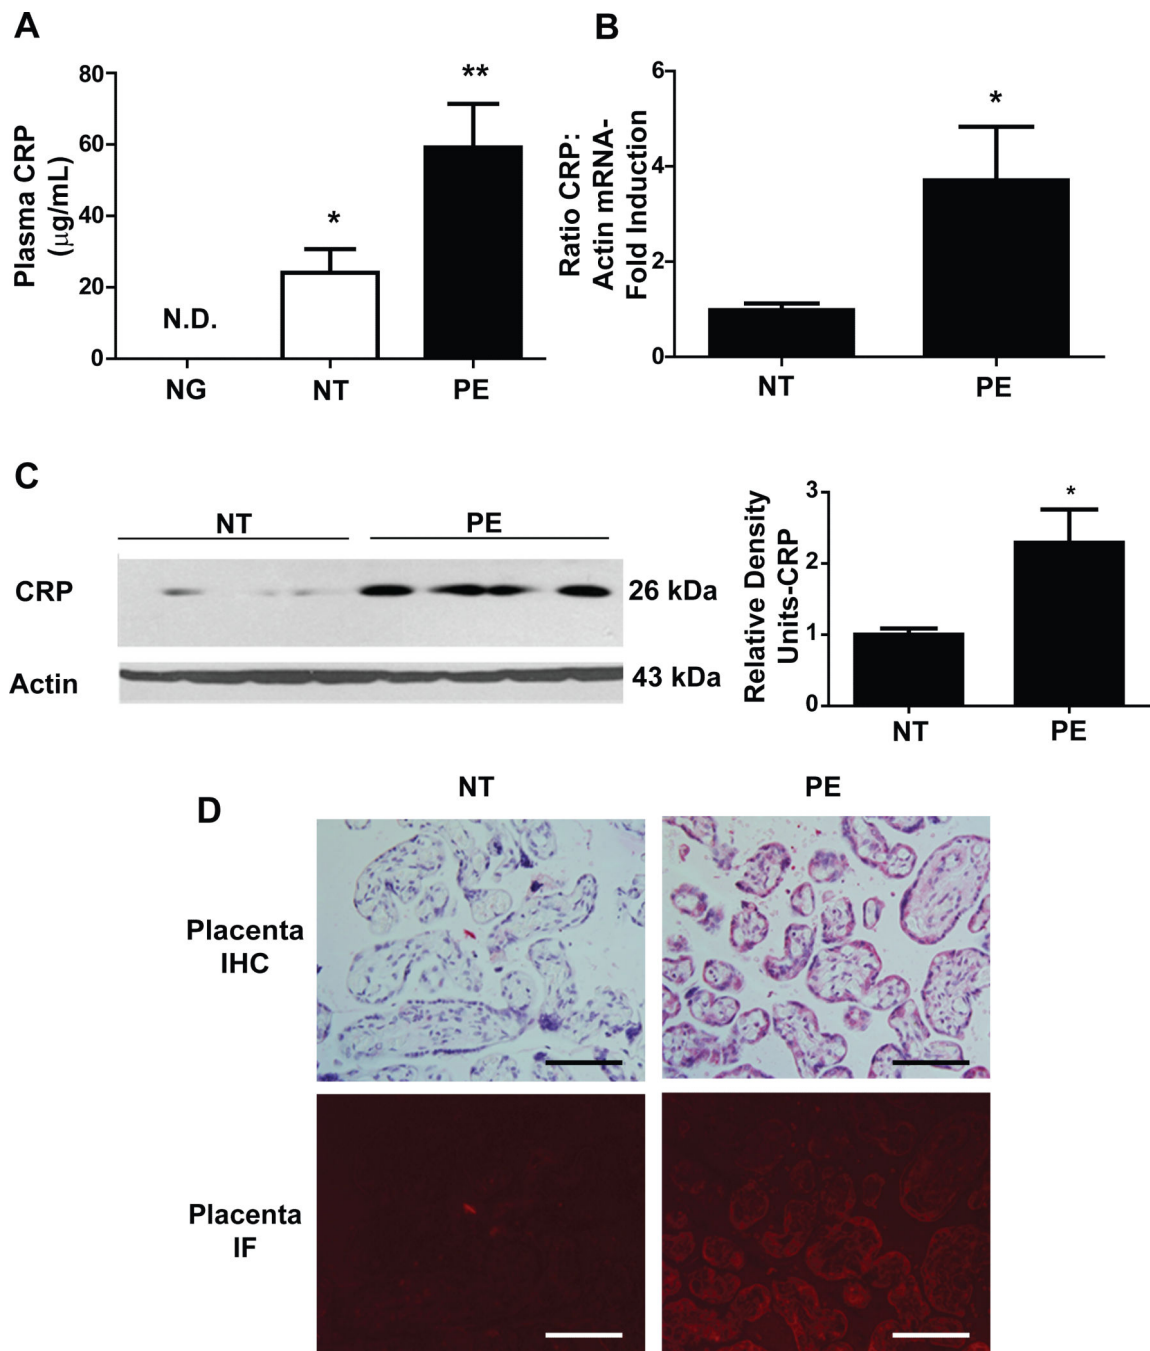 A
Plasma CRP
(μg/mL)
80
60
40
20
0
N.D.
*
**
NG
NT
PE
B
Ratio CRP:
Actin mRNA-
Fold Induction
6
4
2
0
*
NT
PE
C
NT
PE
CRP
26 kDa
Actin
43 kDa
Relative Density
Units-CRP
3
2
1
0
*
NT
PE
D
NT
PE
Placenta
IHC
Placenta
IF